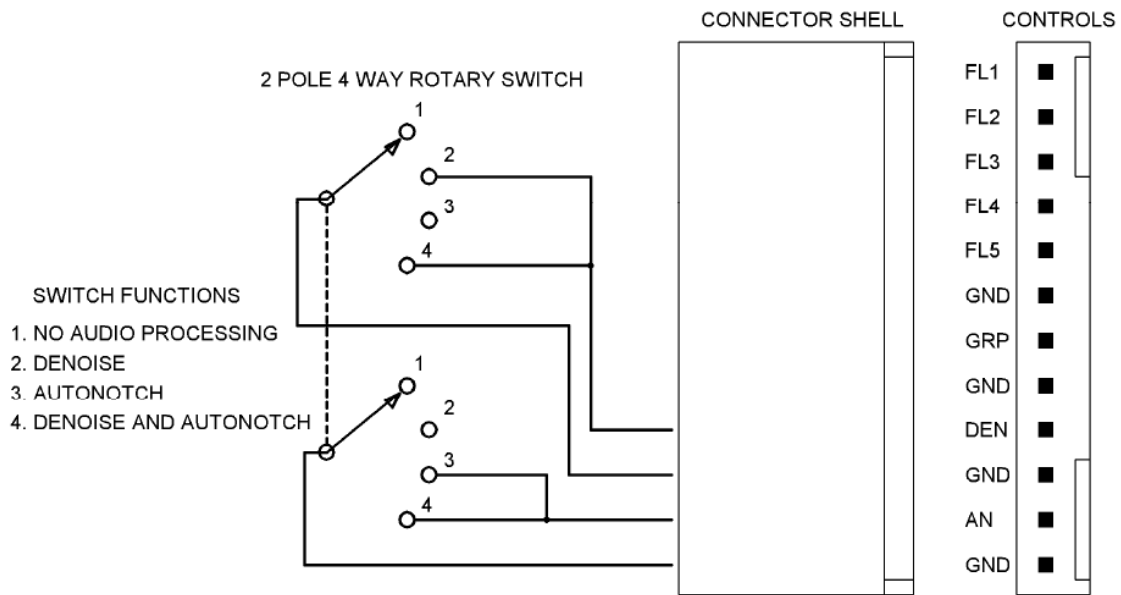 CONNECTOR SHELL
CONTROLS
2 POLE 4 WAY ROTARY SWITCH
1
2
3
4
SWITCH FUNCTIONS
1. NO AUDIO PROCESSING
2. DENOISE
3. AUTONOTCH
4. DENOISE AND AUTONOTCH
1
2
3
4
FL1
FL2
FL3
FL4
FL5
GND
GRP
GND
DEN
GND
AN
GND